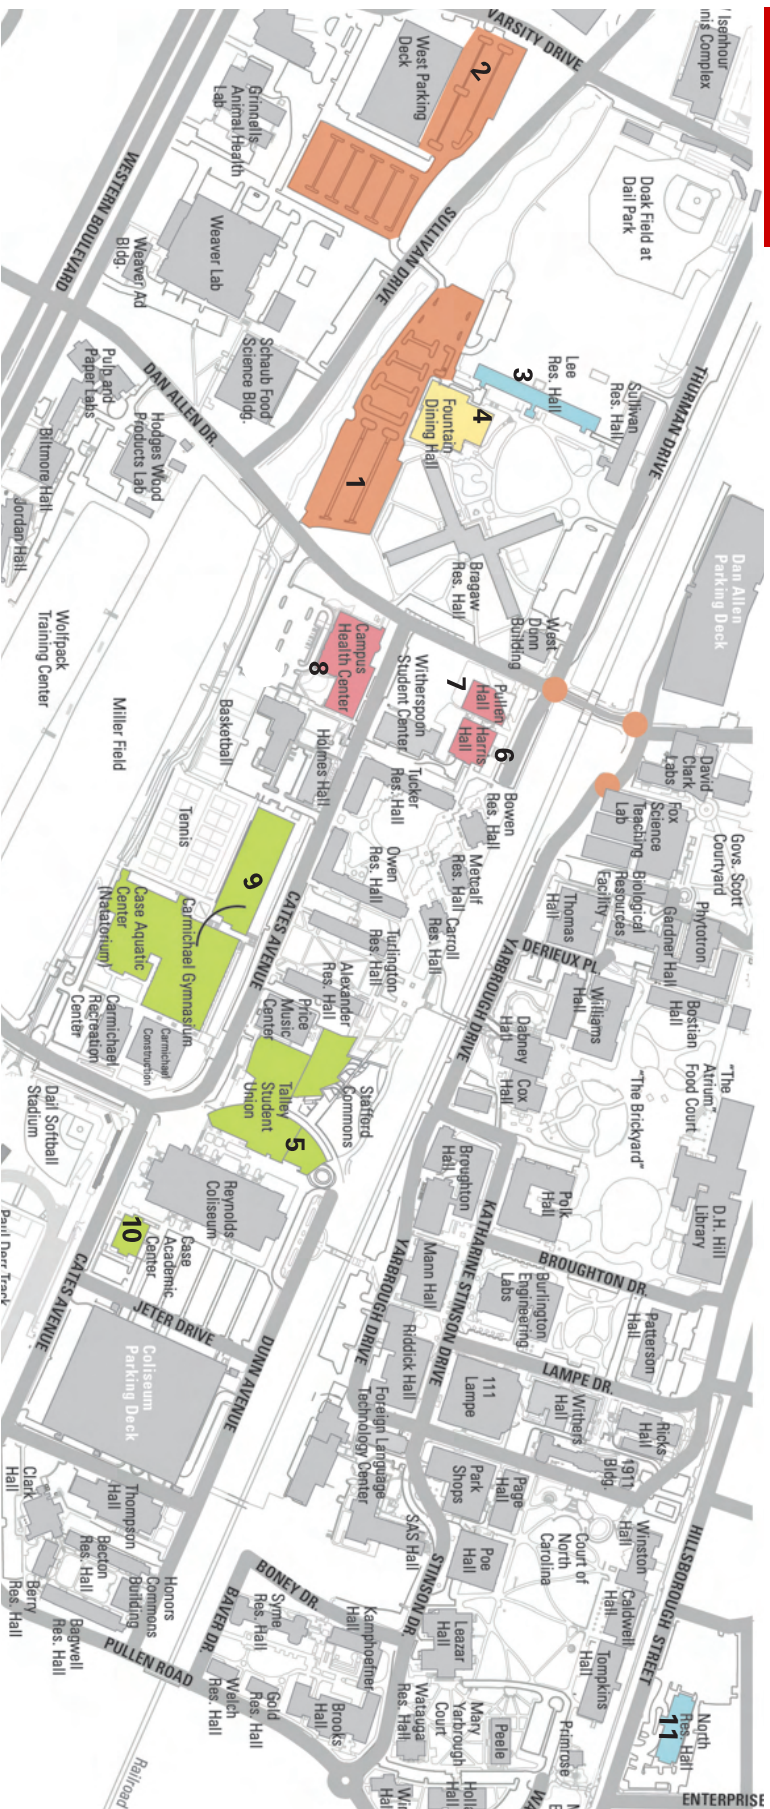 VARSITY DRIVE
Isenhour
nis Complex
2
West Parking
Deck
Grinnells
Animal Health
Lab
WESTERN BOULEVARD
Weaver Lab
Weaver Ad
Bldg.
SULLIVAN DRIVE
Doak Field at
Dail Park
THURMAN DRIVE
Schaub Food
Science Bldg.
DAN ALLEN DR.
Pulp and
Paper Labs
Hodges Wood
Products Lab
Biltmore Hall
Jordan Hall
Lee
Res. Hall
3
Sullivan
Res. Hall
4
Fountain
Dining Hall
1
Bragaw
Res. Hall
Dan Allen
Parking Deck
West
Dunn
Building
Wolfpack
Training Center
Miller Field
Campus
Health Center
8
Witherspoon
Student Center
7
Pullen
Hall
6
Harris
Hall
Basketball
Holmes Hall
Tennis
Tucker
Res. Hall
Owen
Res. Hall
Bowen
Res. Hall
Metcalf
Res. Hall
Carroll
Res. Hall
Turlington
Res. Hall
Alexander
Res. Hall
David
Clark
Labs
Fox
Science
Teaching
Lab
Govs. Scott
Courtyard
Biological
Resources
Facility
Phytotron
Gardner Hall
Thomas
Hall
DERIEUX PL.
Bostian
Hall
Williams
Hall
YARBROUGH DRIVE
Dabney
Hall
Cox
Hall
"The
Atrium"
Food Court
"The Brickyard"
9
CATES AVENUE
Carmichael Gymnasium
Case Aquatic
Center
(Natatorium)
Carmichael
Recreation
Center
Carmichael
Construction
Price
Music
Center
Talley
Student
Union
5
Stafford
Commons
Dail Softball
Stadium
Reynolds
Coliseum
10
Case
Academic
Center
Paul Derr Track
CATES AVENUE
JETER DRIVE
DUNN AVENUE
Coliseum
Parking Deck
Broughton
Hall
KATHARINE STINSON DRIVE
Polk
Hall
D.H. Hill
Library
BROUGHTON DR.
Mann Hall
YARBROUGH DRIVE
Burlington
Engineering
Labs
Patterson
Hall
Riddick Hall
LAMPE DR.
111
Lampe
Withers
Hall
Ricks
Hall
1911
Bldg.
Foreign Language
Technology Center
Park
Shops
Page
Hall
SAS Hall
STINSON DR.
Poe
Hall
Court of
North
Carolina
Winston
Hall
Caldwell
Hall
Tompkins
Hall
HILLSBOROUGH STREET
Clark
Hall
Thompson
Hall
Becton
Res. Hall
Berry
Res. Hall
Honors
Commons
Building
Bagwell
Res. Hall
PULLEN ROAD
BONEY DR.
BAVER DR.
Syme
Res. Hall
Welch
Res. Hall
Gold
Res. Hall
Kamphoefner
Hall
Brooks
Hall
Leazar
Hall
Watauga
Res. Hall
Mary
Yarbrough
Court
Peele
Primrose
North
Res. Hall
11
ENTERPRISE
Holla
Hall
Win
Hal
WA
Railroad